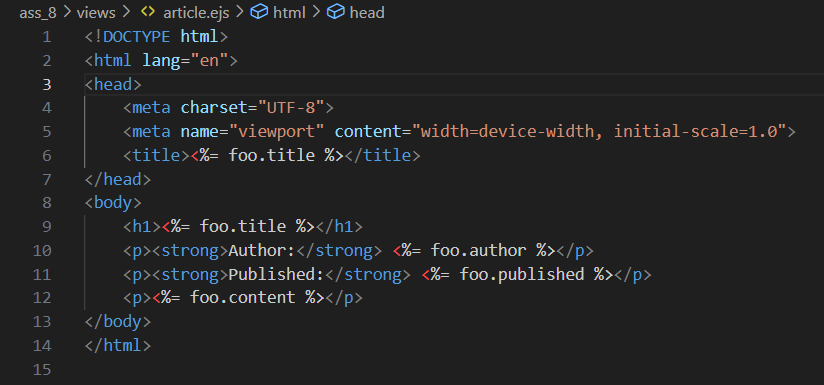 ass_8 > views > <> article.ejs > html > head
1 <!DOCTYPE html>
2 <html lang="en">
3 <head>
4     <meta charset="UTF-8">
5     <meta name="viewport" content="width=device-width, initial-scale=1.0">
6     <title><%= foo.title %></title>
7 </head>
8 <body>
9     <h1><%= foo.title %></h1>
10     <p><strong>Author:</strong> <%= foo.author %></p>
11     <p><strong>Published:</strong> <%= foo.published %></p>
12     <p><%= foo.content %></p>
13 </body>
14 </html>
15